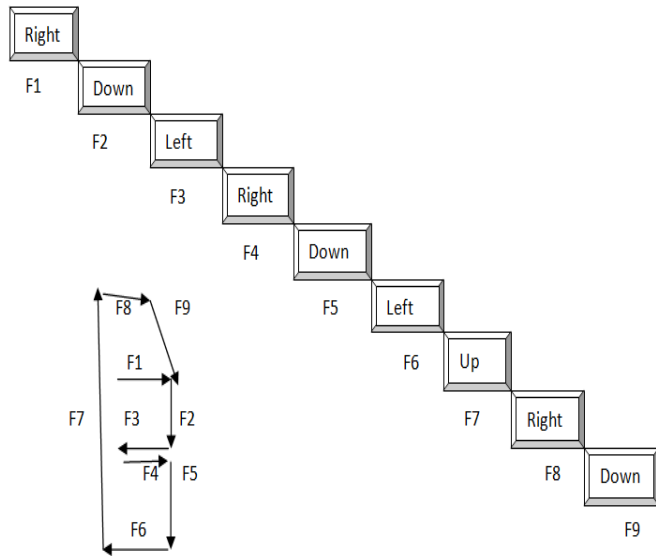 Right
F1
Down
F2
Left
F3
Right
F4
Down
F5
Left
F6
Up
F7
Right
F8
Down
F9
F8
F9
F1
F7
F3
F2
F4
F5
F6